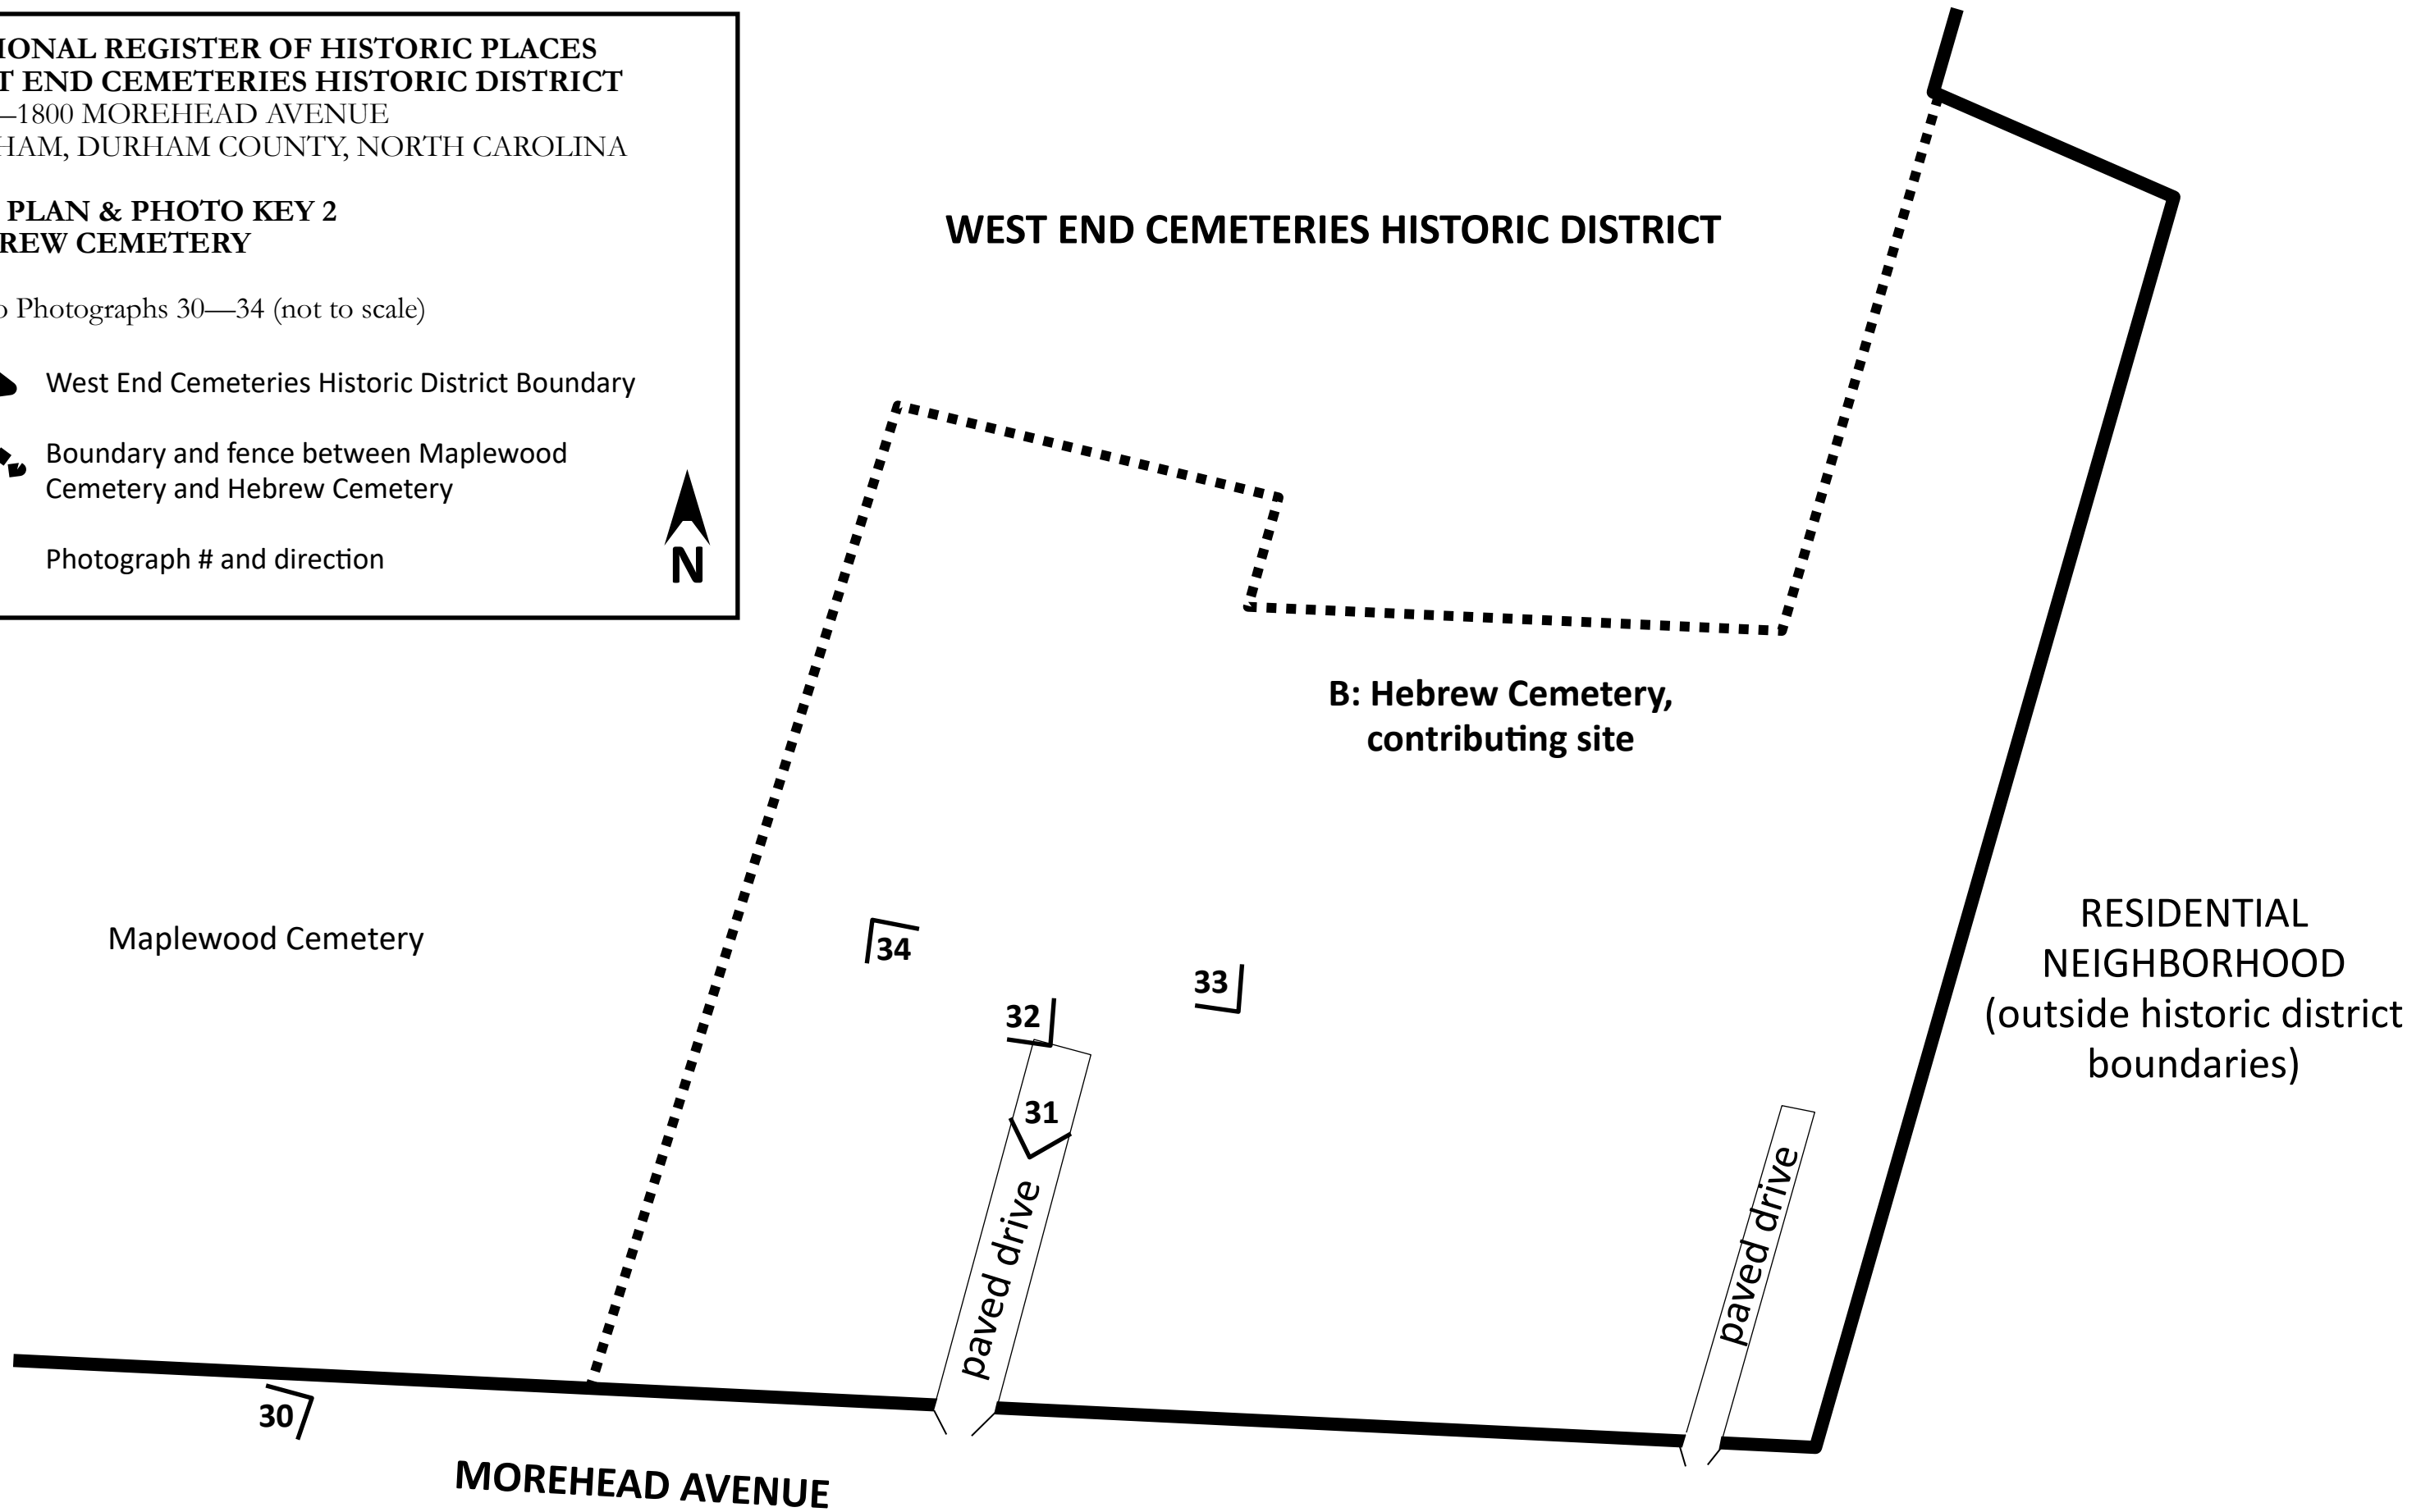 IONAL REGISTER OF HISTORIC PLACES
T END CEMETERIES HISTORIC DISTRICT
—1800 MOREHEAD AVENUE
HAM, DURHAM COUNTY, NORTH CAROLINA
PLAN & PHOTO KEY 2
REW CEMETERY
o Photographs 30—34 (not to scale)
West End Cemeteries Historic District Boundary
Boundary and fence between Maplewood
Cemetery and Hebrew Cemetery
Photograph # and direction
N
WEST END CEMETERIES HISTORIC DISTRICT
B: Hebrew Cemetery,
contributing site
Maplewood Cemetery
34
33
32
31
RESIDENTIAL
NEIGHBORHOOD
(outside historic district
boundaries)
paved drive
paved drive
30
MOREHEAD AVENUE